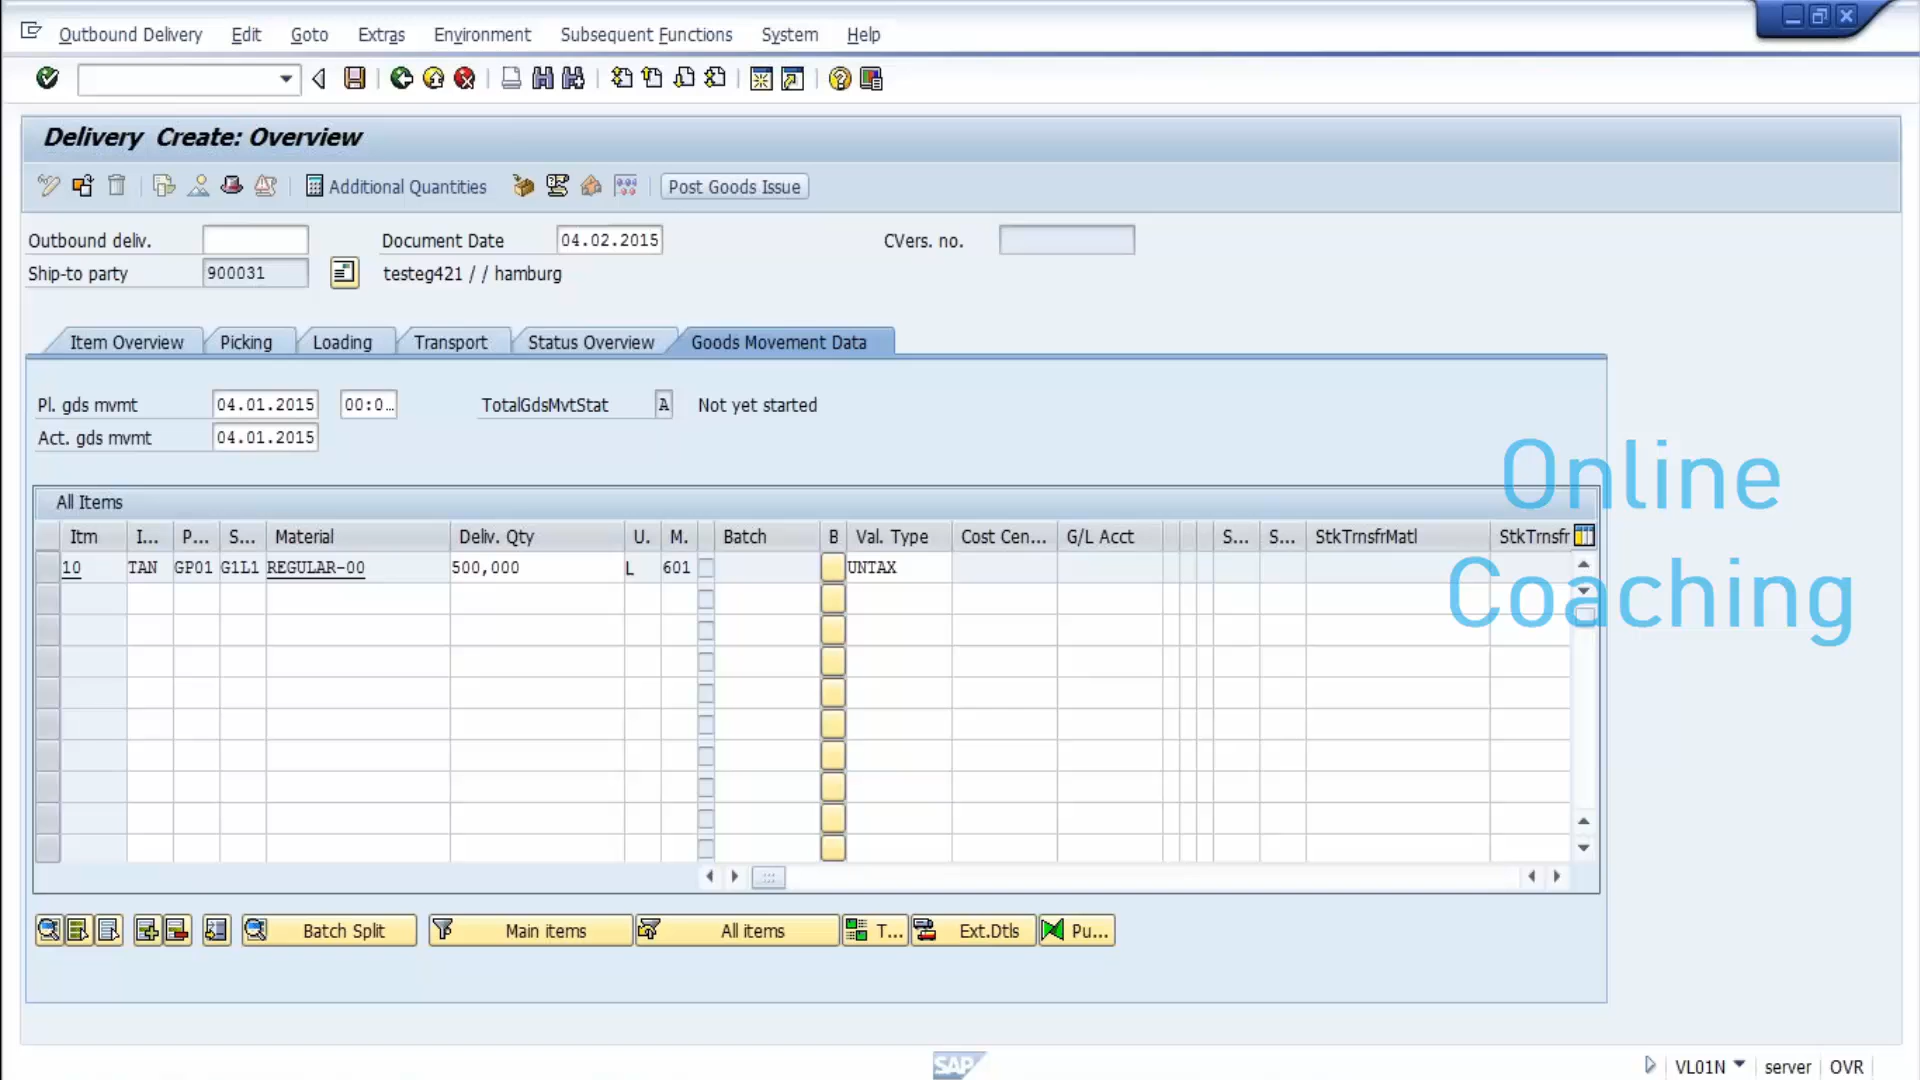 Outbound Delivery Edit Goto Extras Environment Subsequent Functions System Help
Delivery Create: Overview
Additional Quantities Post Goods Issue
Outbound deliv. Document Date 04.02.2015 CVers. no.
Ship-to party 900031 testeg421 / / hamburg
Item Overview Picking Loading Transport Status Overview Goods Movement Data
Pl. gds mvmt 04.01.2015 00:0… TotalGdsMvtStat A Not yet started
Act. gds mvmt 04.01.2015
Online
Coaching
All Items
Itm I... P... S... Material Deliv. Qty U. M. Batch B Val. Type Cost Cen... G/L Acct S... S... StkTrnsfrMatl StkTrnsfr
10 TAN GP01 G1L1 REGULAR-00 500,000 L 601 UNTAX
Batch Split Main items All items T... Ext.Dtls Pu...
SAP VL01N server OVR